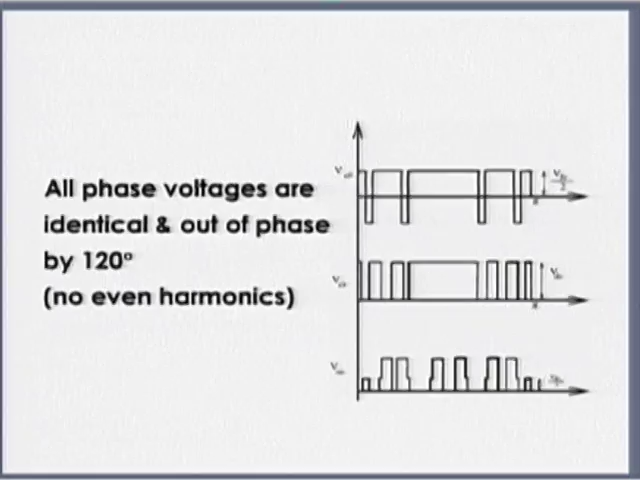 All phase voltages are
identical & out of phase
by 120°
(no even harmonics)